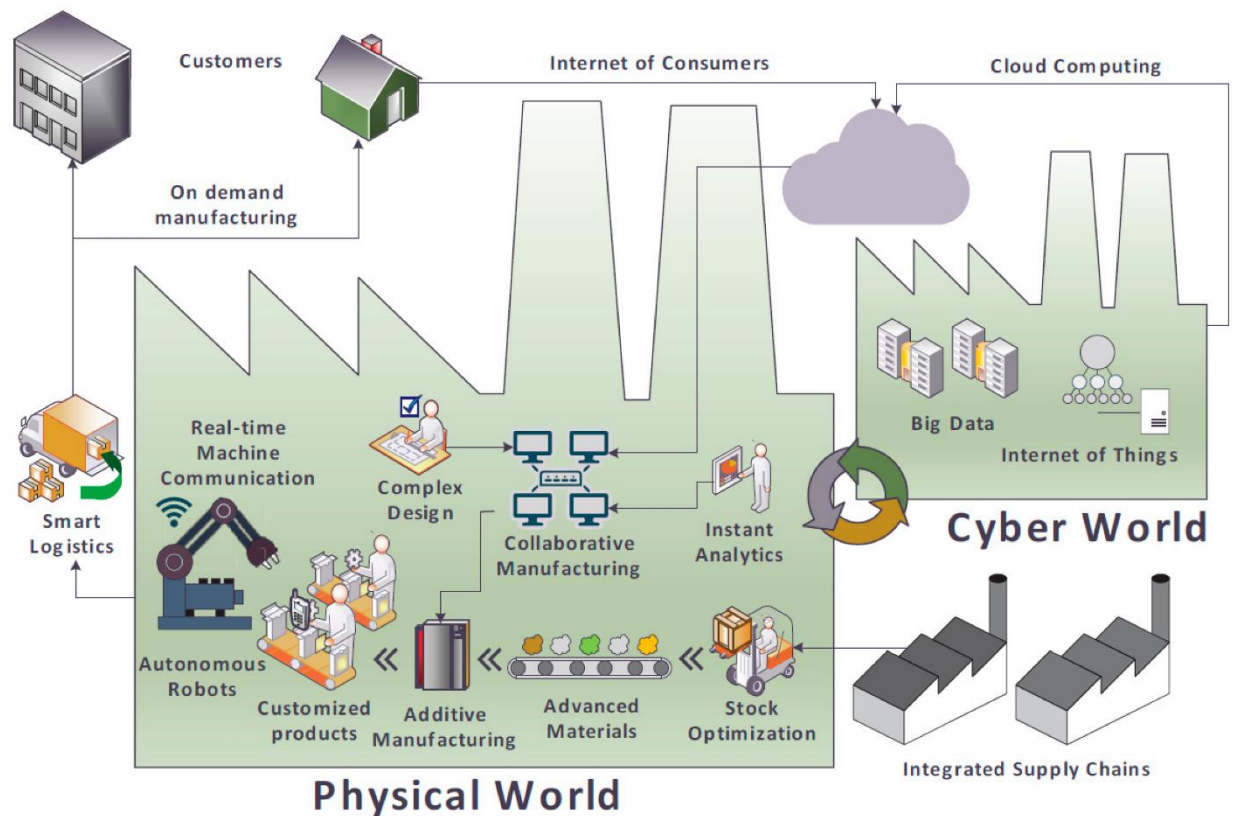 Customers
Internet of Consumers
Cloud Computing
On demand
manufacturing
Real-time
Machine
Communication
Complex
Design
Collaborative
Manufacturing
Instant
Analytics
Big Data
Internet of Things
Cyber World
Smart
Logistics
Autonomous
Robots
Customized
products
Additive
Manufacturing
Advanced
Materials
Stock
Optimization
Integrated Supply Chains
Physical World